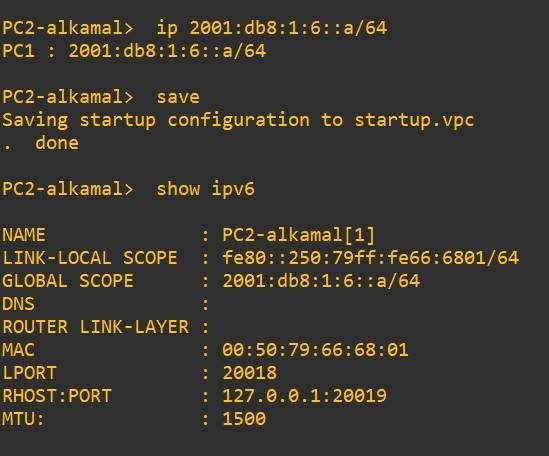 PC2-alkamal>  ip 2001:db8:1:6::a/64
PC1 : 2001:db8:1:6::a/64
PC2-alkamal>  save
Saving startup configuration to startup.vpc
.  done
PC2-alkamal>  show ipv6
NAME              : PC2-alkamal[1]
LINK-LOCAL SCOPE  : fe80::250:79ff:fe66:6801/64
GLOBAL SCOPE      : 2001:db8:1:6::a/64
DNS               :
ROUTER LINK-LAYER :
MAC               : 00:50:79:66:68:01
LPORT             : 20018
RHOST:PORT        : 127.0.0.1:20019
MTU:              : 1500